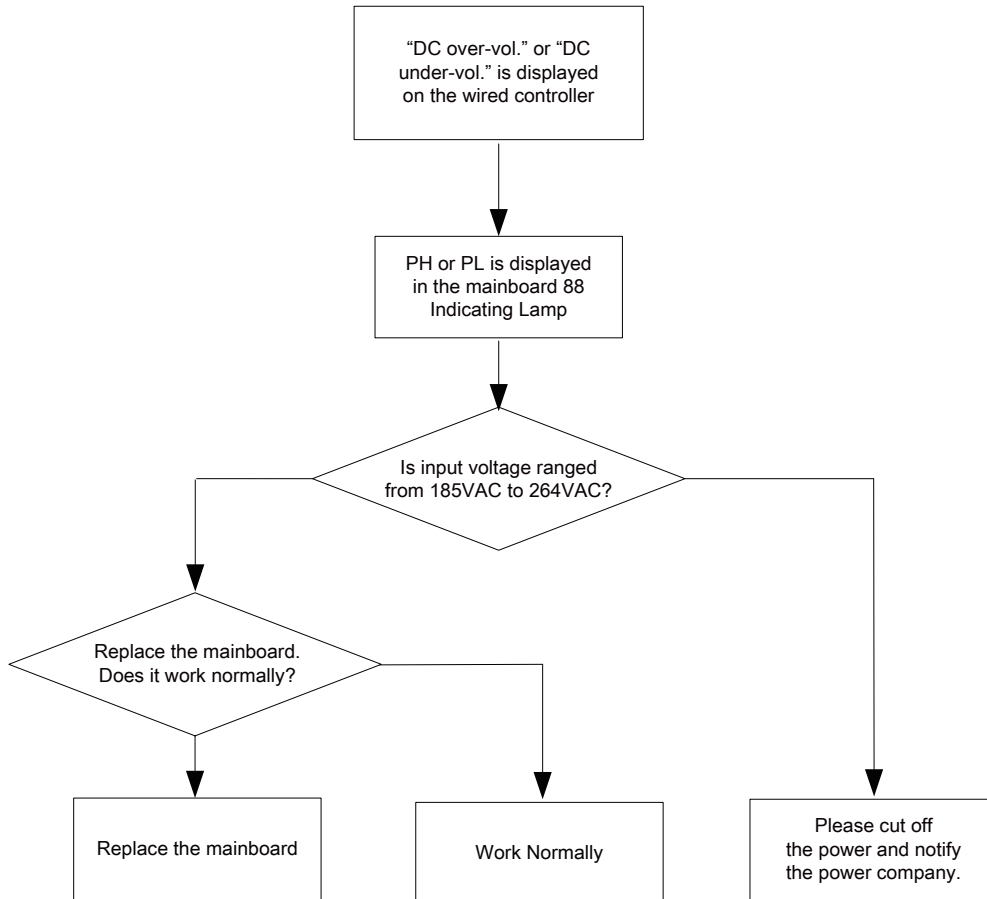 “DC over-vol.” or “DC
under-vol.” is displayed
on the wired controller
PH or PL is displayed
in the mainboard 88
Indicating Lamp
Is input voltage ranged
from 185VAC to 264VAC?
Replace the mainboard.
Does it work normally?
Replace the mainboard
Work Normally
Please cut off
the power and notify
the power company.